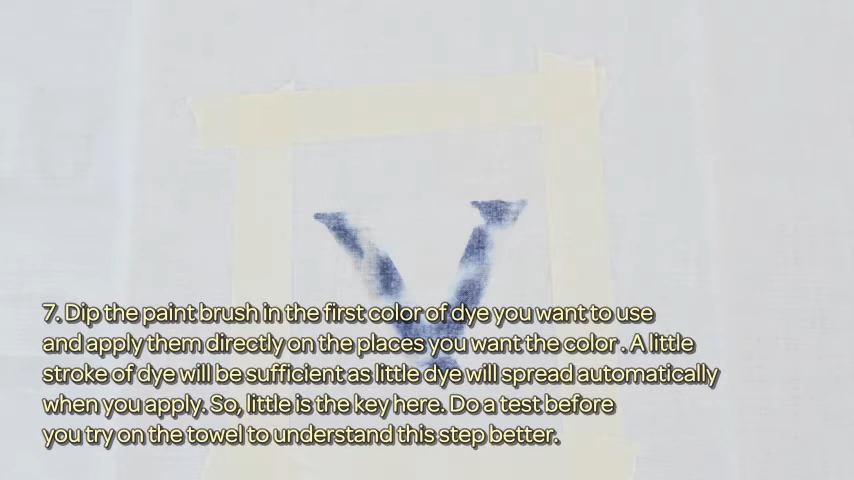 7. Dip the paint brush in the first color of dye you want to use
and apply them directly on the places you want the color . A little
stroke of dye will be sufficient as little dye will spread automatically
when you apply. So, little is the key here. Do a test before
you try on the towel to understand this step better.